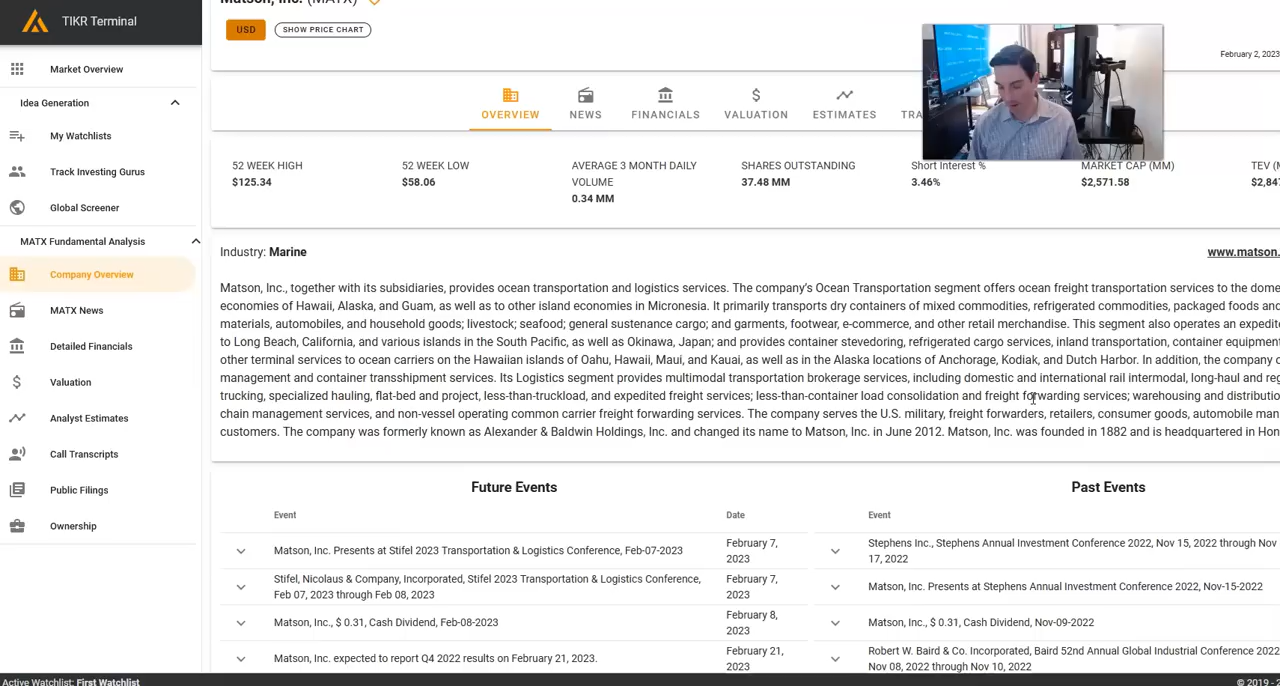 Matson, Inc. (MATX)
TIKR Terminal
USD
SHOW PRICE CHART
February 2, 2023
Market Overview
Idea Generation
My Watchlists
Track Investing Gurus
Global Screener
MATX Fundamental Analysis
Company Overview
MATX News
Detailed Financials
Valuation
Analyst Estimates
Call Transcripts
Public Filings
Ownership
OVERVIEW
NEWS
FINANCIALS
VALUATION
ESTIMATES
TRA
52 WEEK HIGH
$125.34
52 WEEK LOW
$58.06
AVERAGE 3 MONTH DAILY
VOLUME
0.34 MM
SHARES OUTSTANDING
37.48 MM
Short Interest %
3.46%
MARKET CAP (MM)
$2,571.58
TEV (M
$2,847
Industry: Marine
www.matson.
Matson, Inc., together with its subsidiaries, provides ocean transportation and logistics services. The company's Ocean Transportation segment offers ocean freight transportation services to the dome
economies of Hawaii, Alaska, and Guam, as well as to other island economies in Micronesia. It primarily transports dry containers of mixed commodities, refrigerated commodities, packaged foods and
materials, automobiles, and household goods; livestock; seafood; general sustenance cargo; and garments, footwear, e-commerce, and other retail merchandise. This segment also operates an expedit
to Long Beach, California, and various islands in the South Pacific, as well as Okinawa, Japan; and provides container stevedoring, refrigerated cargo services, inland transportation, container equipment
other terminal services to ocean carriers on the Hawaiian islands of Oahu, Hawaii, Maui, and Kauai, as well as in the Alaska locations of Anchorage, Kodiak, and Dutch Harbor. In addition, the company o
management and container transshipment services. Its Logistics segment provides multimodal transportation brokerage services, including domestic and international rail intermodal, long-haul and reg
trucking, specialized hauling, flat-bed and project, less-than-truckload, and expedited freight services; less-than-container load consolidation and freight forwarding services; warehousing and distributio
chain management services, and non-vessel operating common carrier freight forwarding services. The company serves the U.S. military, freight forwarders, retailers, consumer goods, automobile man
customers. The company was formerly known as Alexander & Baldwin Holdings, Inc. and changed its name to Matson, Inc. in June 2012. Matson, Inc. was founded in 1882 and is headquartered in Hon
Future Events
Event
Date
Matson, Inc. Presents at Stifel 2023 Transportation & Logistics Conference, Feb-07-2023
February 7,
2023
Stifel, Nicolaus & Company, Incorporated, Stifel 2023 Transportation & Logistics Conference,
Feb 07, 2023 through Feb 08, 2023
February 7,
2023
Matson, Inc., $ 0.31, Cash Dividend, Feb-08-2023
February 8,
2023
Matson, Inc. expected to report Q4 2022 results on February 21, 2023.
February 21,
2023
Past Events
Event
Stephens Inc., Stephens Annual Investment Conference 2022, Nov 15, 2022 through Nov
17, 2022
Matson, Inc. Presents at Stephens Annual Investment Conference 2022, Nov-15-2022
Matson, Inc., $ 0.31, Cash Dividend, Nov-09-2022
Robert W. Baird & Co. Incorporated, Baird 52nd Annual Global Industrial Conference 2022
Nov 08, 2022 through Nov 10, 2022
Active Watchlist: First Watchlist
© 2019 - 2